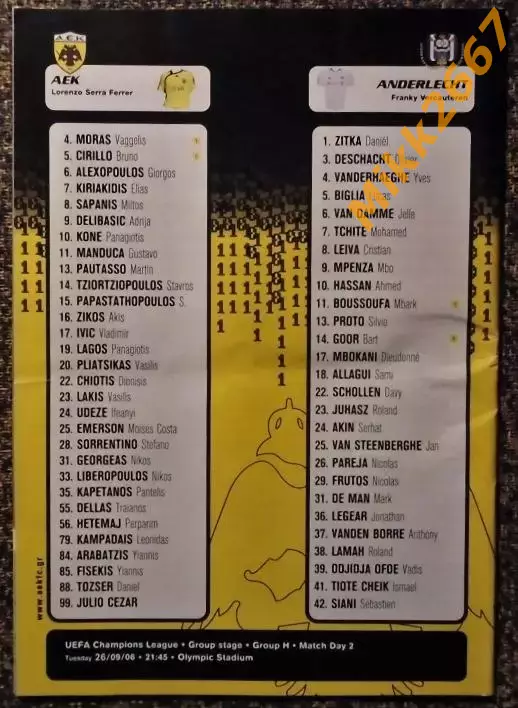 AEK
AEK
Lorenzo Serra Ferrer
4. MORAS Vaggelis
5. CIRILLO Bruno
6. ALEXOPOULOS Giorgos
7. KIRIAKIDIS Elias
8. SAPANIS Miltos
9. DELIBASIC Adrija
10. KONE Panagiotis
11. MANDUCA Gustavo
13. PAUTASSO Martin
14. TZIORTZIOPOULOS Stavros
15. PAPASTATHOPOULOS S.
16. ZIKOS Akis
17. IVIC Vladimir
19. LAGOS Panagiotis
20. PLIATSIKAS Vasilis
22. CHIOTIS Dionisis
23. LAKIS Vasilis
24. UDEZE Ifeanyi
25. EMERSON Moises Costa
28. SORRENTINO Stefano
31. GEORGEAS Nikos
33. LIBEROPOULOS Nikos
35. KAPETANOS Pantelis
55. DELLAS Traianos
56. HETEMAJ Perparim
79. KAMPADAIS Leonidas
84. ARABATZIS Yiannis
85. FISEKIS Yiannis
88. TOZSER Daniel
99. JULIO CEZAR
ANDERLECHT
Franky Vercauteren
1. ZITKA Daniel
3. DESCHACHT
4. VANDERHAEGHE Yves
5. BIGLIA Lucas
6. VAN DAMME Jelle
7. TCHITE Mohamed
8. LEIVA Cristian
9. MPENZA Mbo
10. HASSAN Ahmed
11. BOUSSOUFA Mbark
13. PROTO Silvio
14. GOOR Bart
17. MBOKANI Dieudonné
18. ALLAGUI Sami
22. SCHOLLEN Davy
23. JUHASZ Roland
24. AKIN Serhat
25. VAN STEENBERGHE Jan
26. PAREJA Nicolas
29. FRUTOS Nicolas
31. DE MAN Mark
36. LEGEAR Jonathan
37. VANDEN BORRE Anthony
38. LAMAH Roland
39. ODJIDJA OFOE Vadis
41. TIOTE CHEIK Ismael
42. SIANI Sébastien
www.aekfc.gr
UEFA Champions League • Group stage • Group H • Match Day 2
Tuesday 26/09/06 • 21:45 • Olympic Stadium
Mikk2567